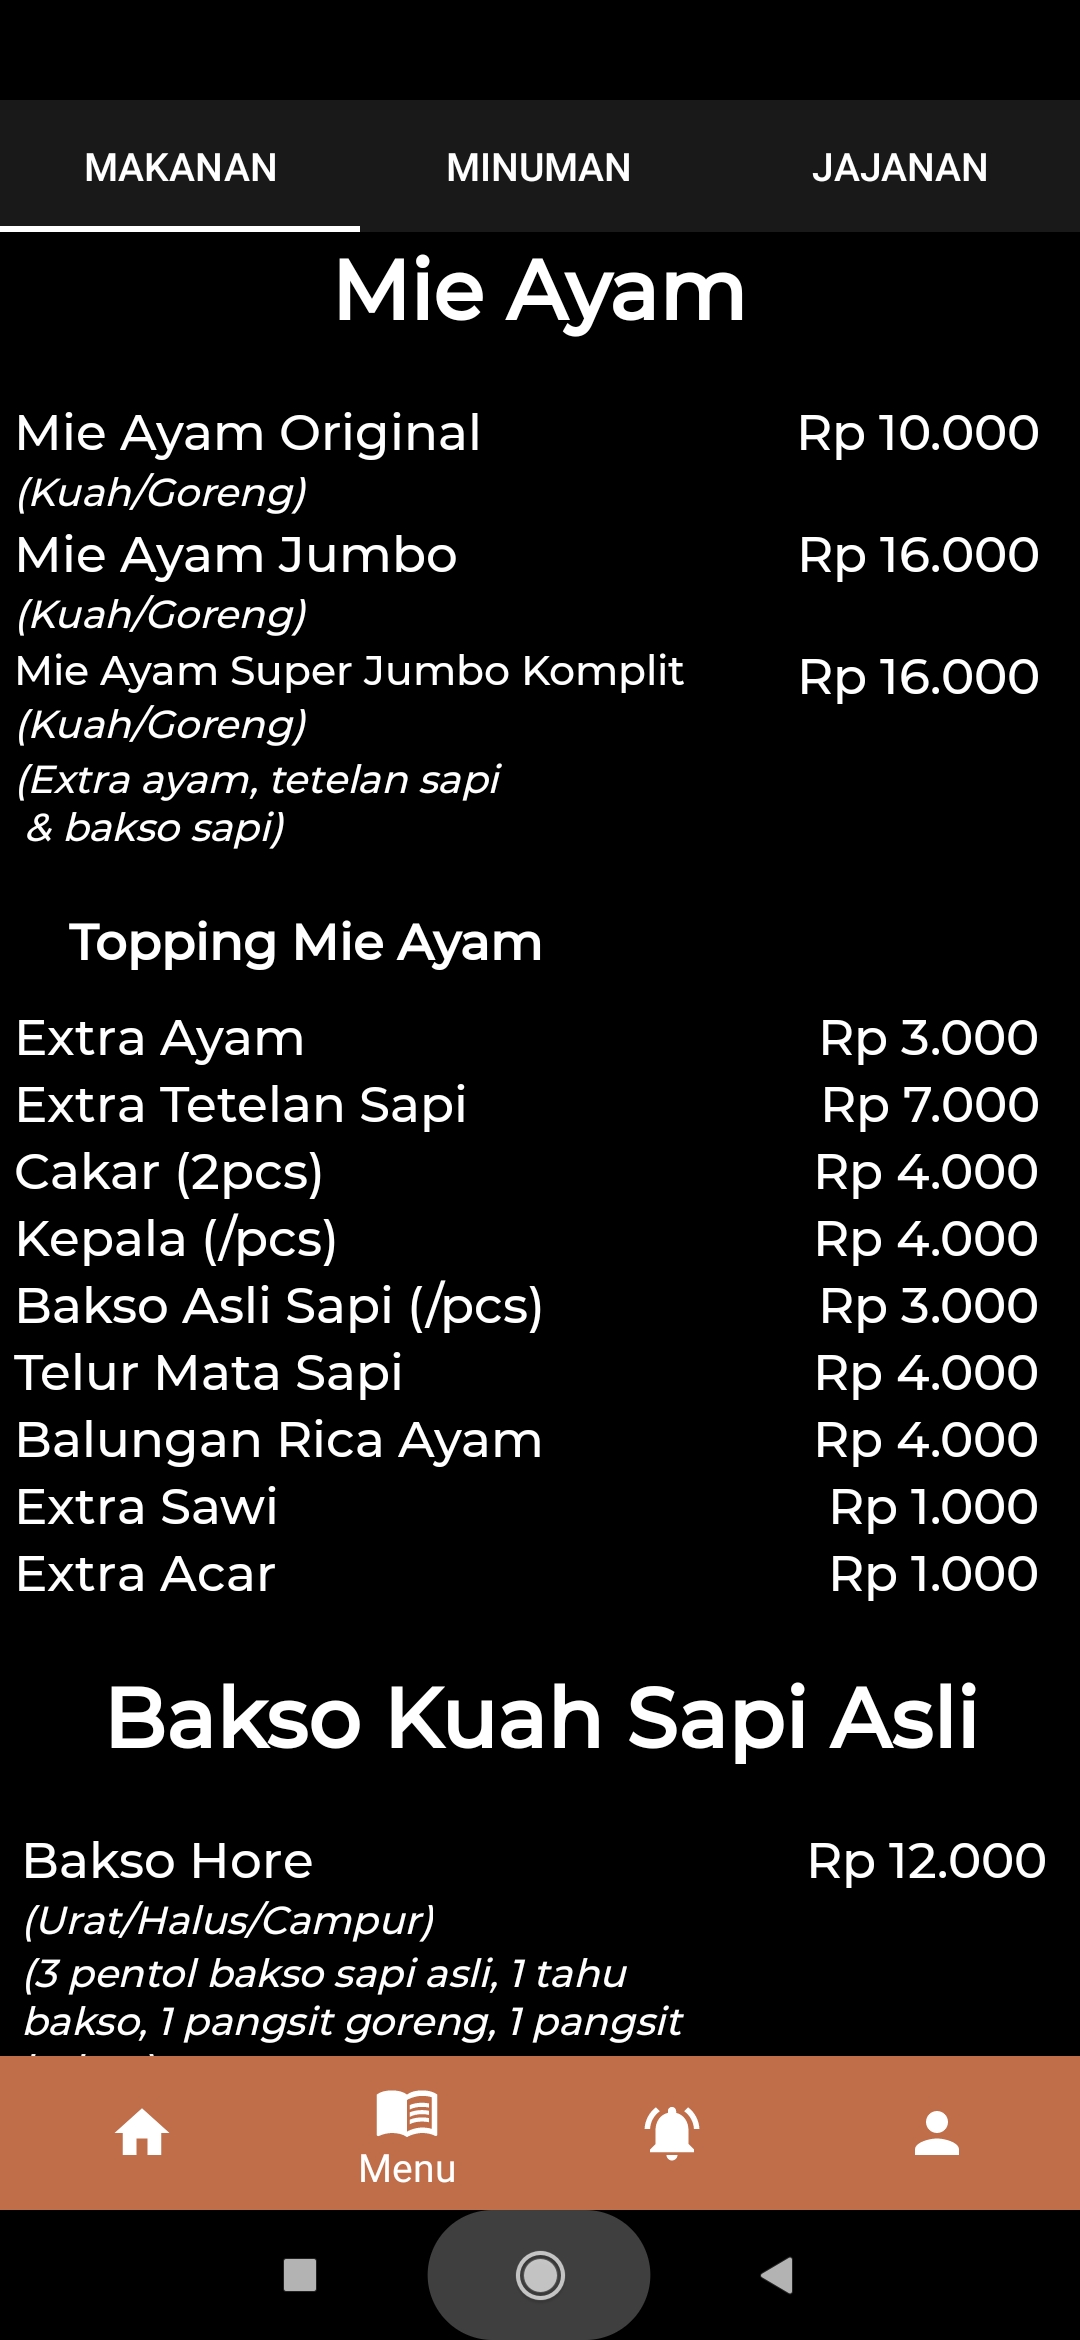 MAKANAN MINUMAN JAJANAN
Mie Ayam
Mie Ayam Original Rp 10.000
(Kuah/Goreng)
Mie Ayam Jumbo Rp 16.000
(Kuah/Goreng)
Mie Ayam Super Jumbo Komplit Rp 16.000
(Kuah/Goreng)
(Extra ayam, tetelan sapi
& bakso sapi)
Topping Mie Ayam
Extra Ayam Rp 3.000
Extra Tetelan Sapi Rp 7.000
Cakar (2pcs) Rp 4.000
Kepala (/pcs) Rp 4.000
Bakso Asli Sapi (/pcs) Rp 3.000
Telur Mata Sapi Rp 4.000
Balungan Rica Ayam Rp 4.000
Extra Sawi Rp 1.000
Extra Acar Rp 1.000
Bakso Kuah Sapi Asli
Bakso Hore Rp 12.000
(Urat/Halus/Campur)
(3 pentol bakso sapi asli, 1 tahu
bakso, 1 pangsit goreng, 1 pangsit
Menu